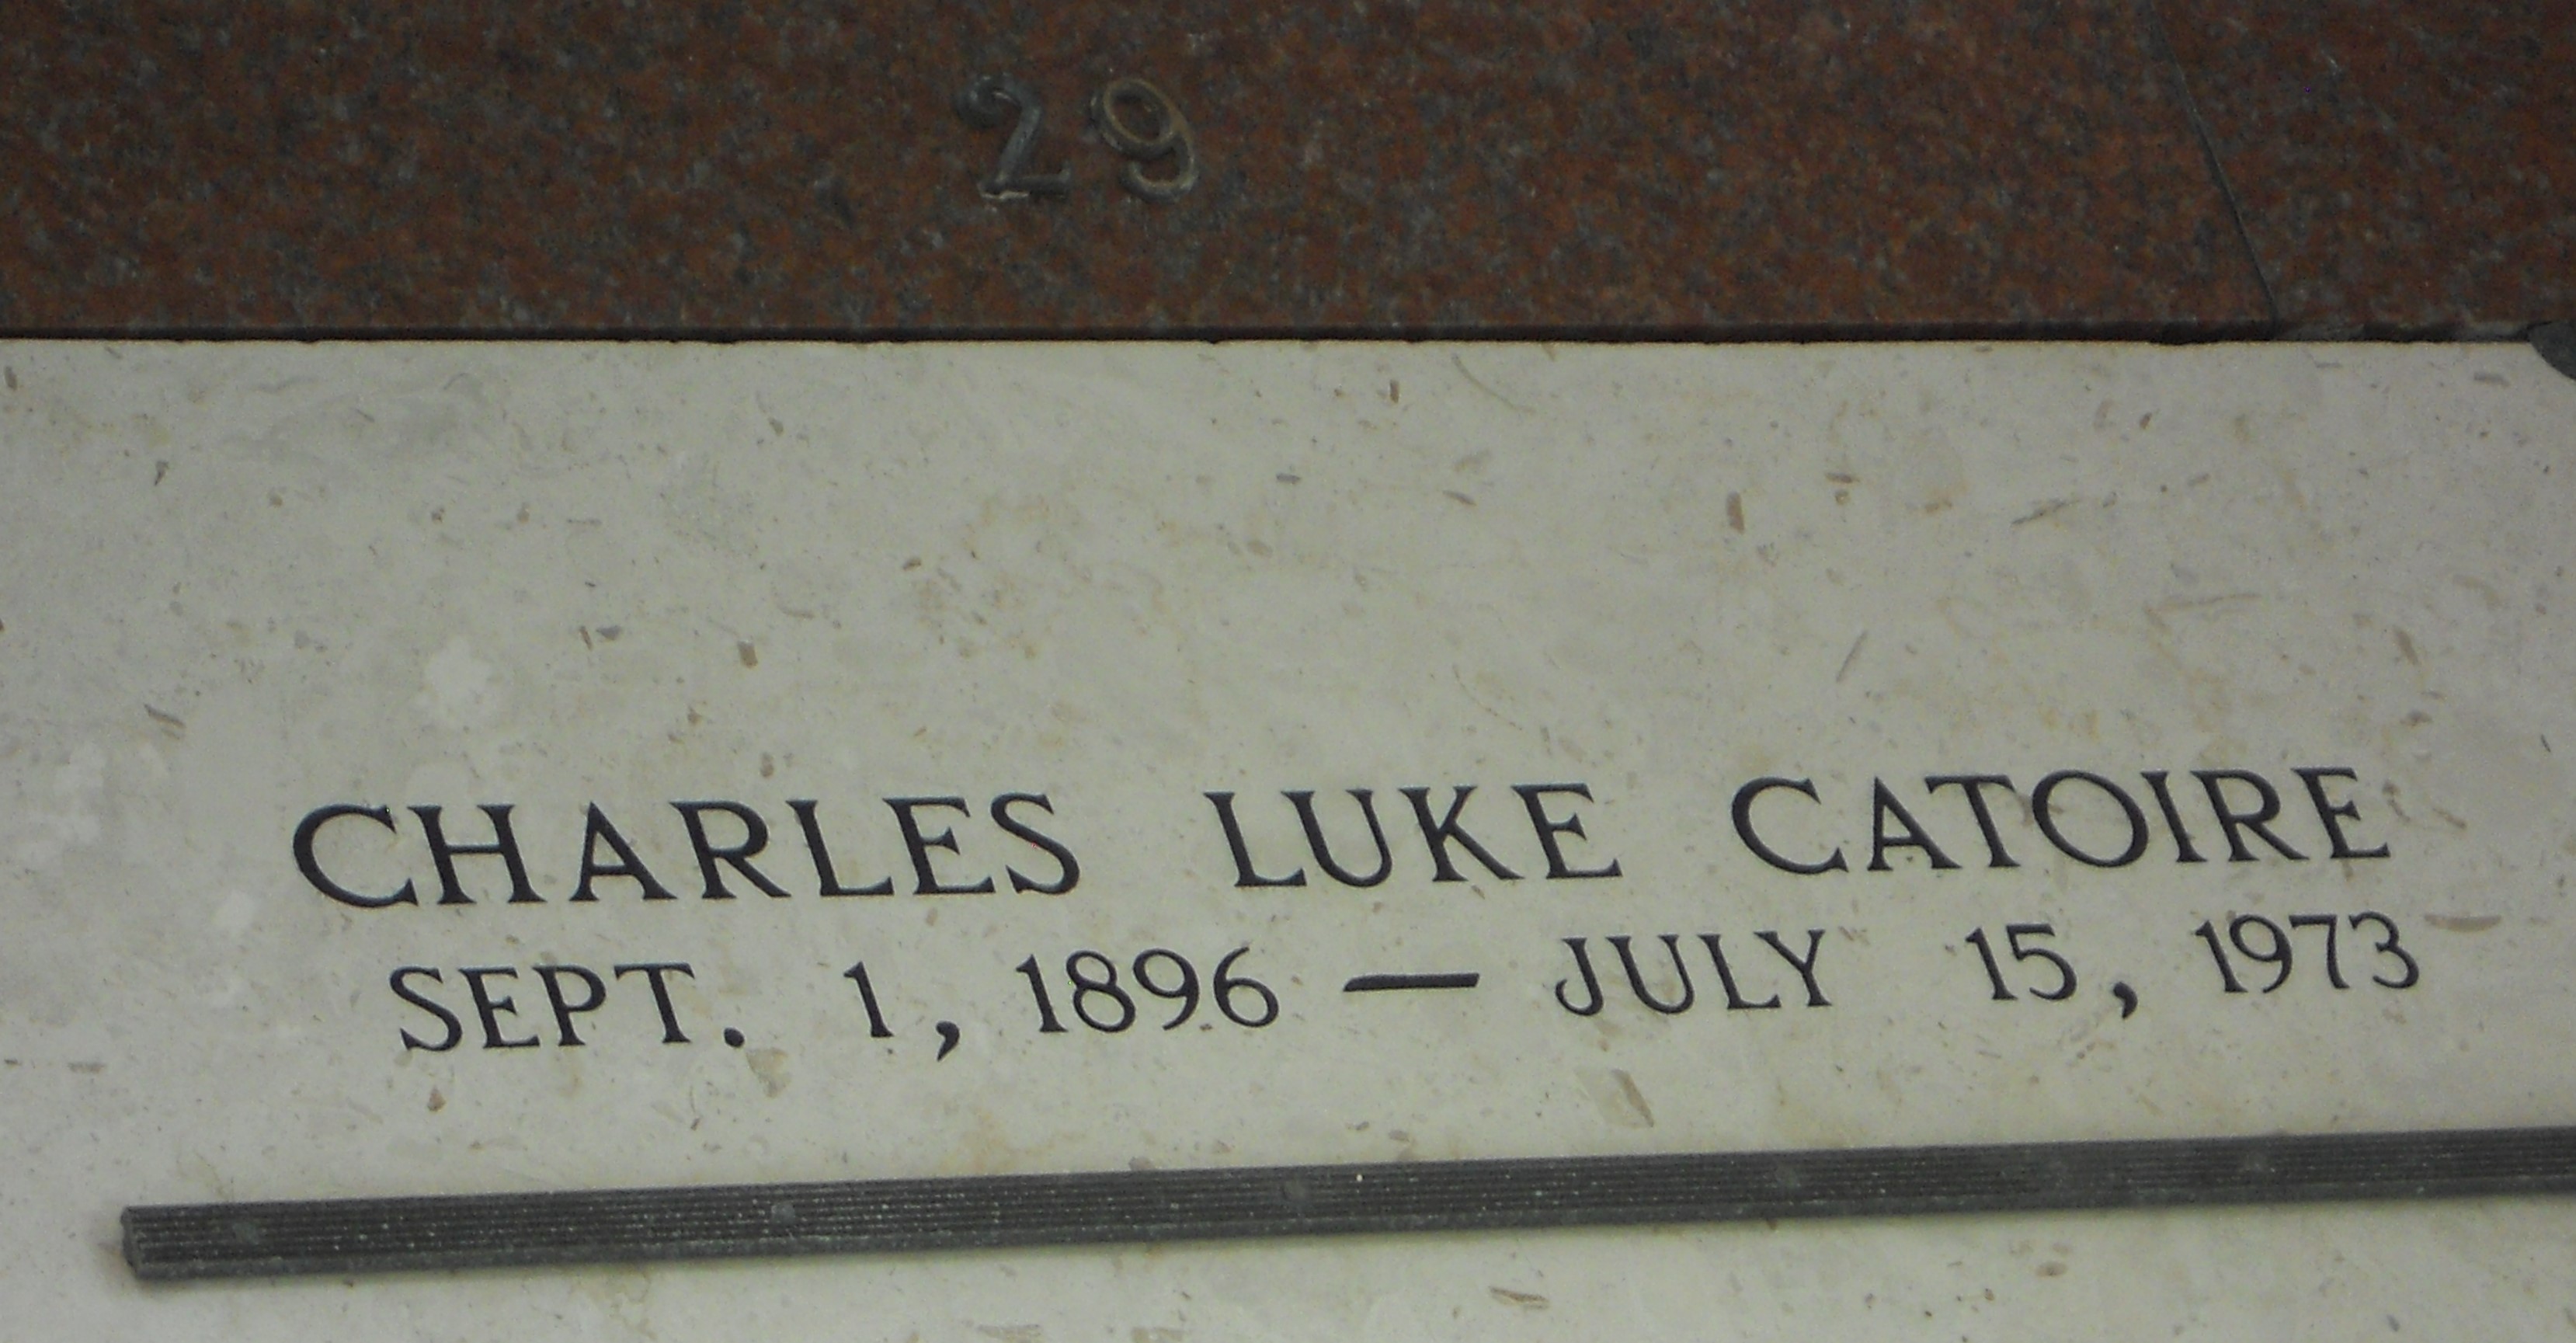 29
CHARLES LUKE CATOIRE
SEPT. 1, 1896 — JULY 15, 1973